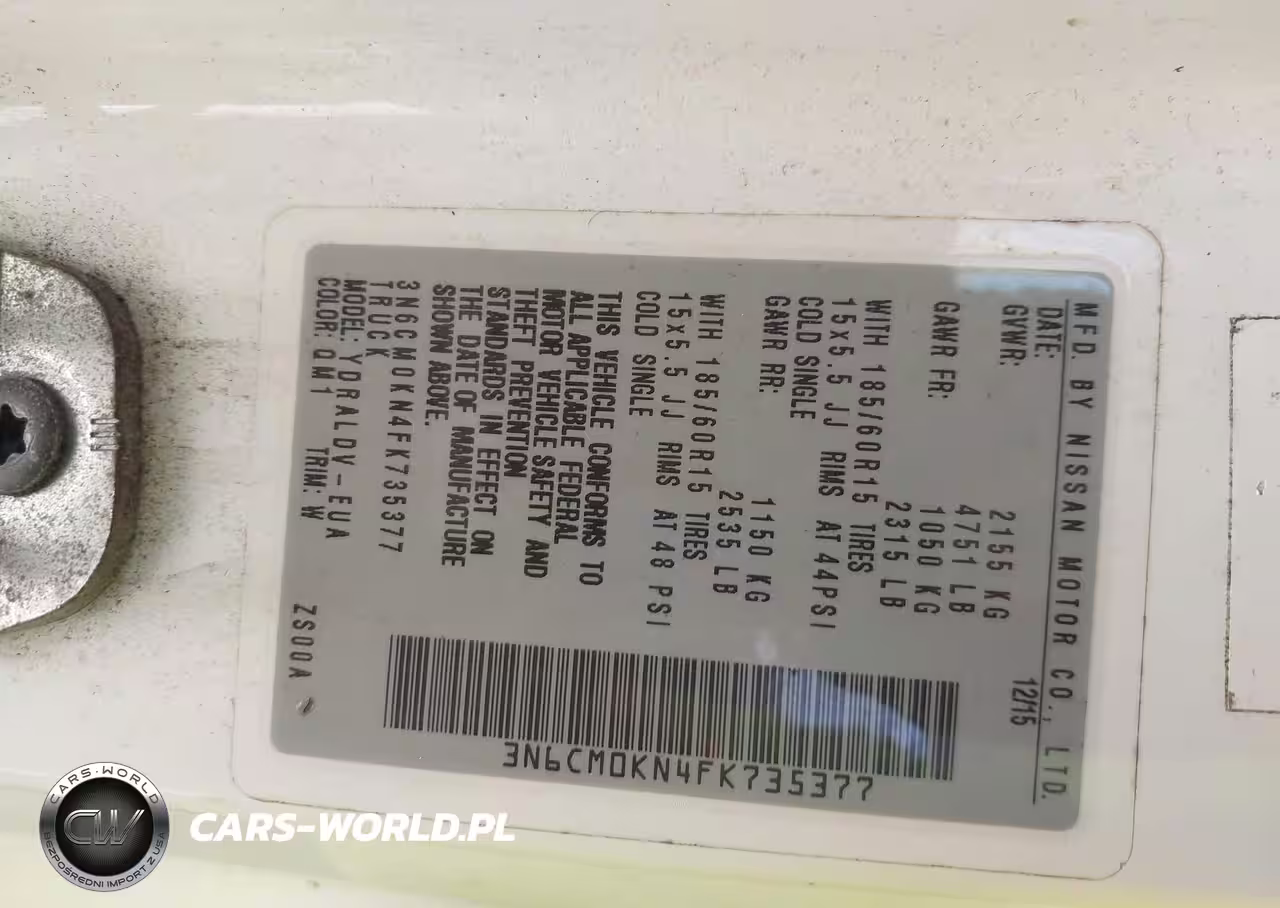 MFD. BY NISSAN MOTOR CO., LTD.
DATE: 12/15
GVWR: 2155 KG
4751 LB
GAWR FR: 1050 KG
2315 LB
WITH 185/60R15 TIRES
15x5.5 JJ RIMS AT 44PSI
COLD SINGLE
GAWR RR: 1150 KG
2535 LB
WITH 185/60R15 TIRES
15x5.5 JJ RIMS AT 48 PSI
COLD SINGLE
THIS VEHICLE CONFORMS TO
ALL APPLICABLE FEDERAL
MOTOR VEHICLE SAFETY AND
THEFT PREVENTION
STANDARDS IN EFFECT ON
THE DATE OF MANUFACTURE
SHOWN ABOVE.
3N6CM0KN4FK735377
TRUCK
MODEL: YDRALDV-EUA
COLOR: QM1 TRIM: W ZS00A
3N6CM0KN4FK735377
CARS-WORLD
CW
BEZPOŚREDNI IMPORT Z USA
CARS-WORLD.PL